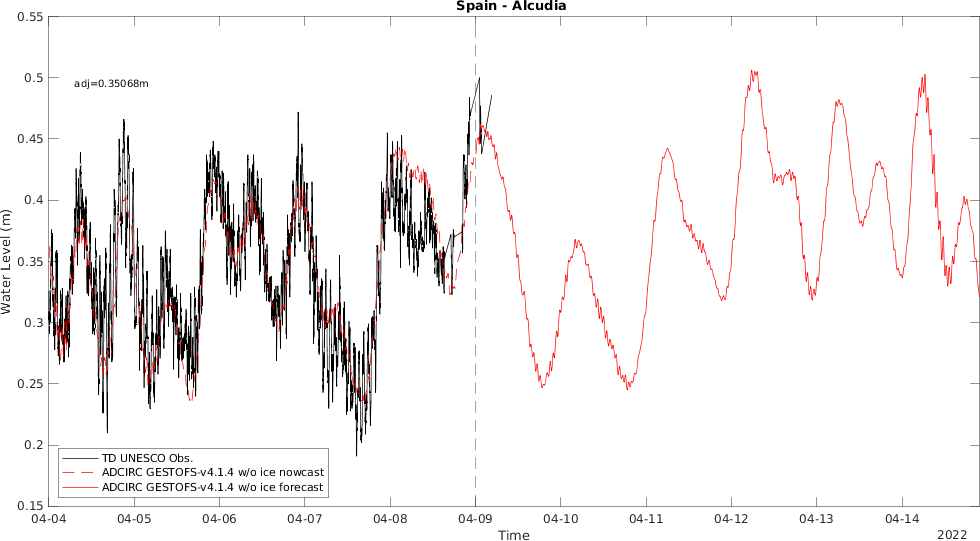 Spain - Alcudia
0.55
0.5
0.45
0.4
0.35
0.3
0.25
0.2
0.15
Water Level (m)
adj=0.35068m
TD UNESCO Obs.
ADCIRC GESTOFS-v4.1.4 w/o ice nowcast
ADCIRC GESTOFS-v4.1.4 w/o ice forecast
04-04 04-05 04-06 04-07 04-08 04-09 04-10 04-11 04-12 04-13 04-14
Time
2022